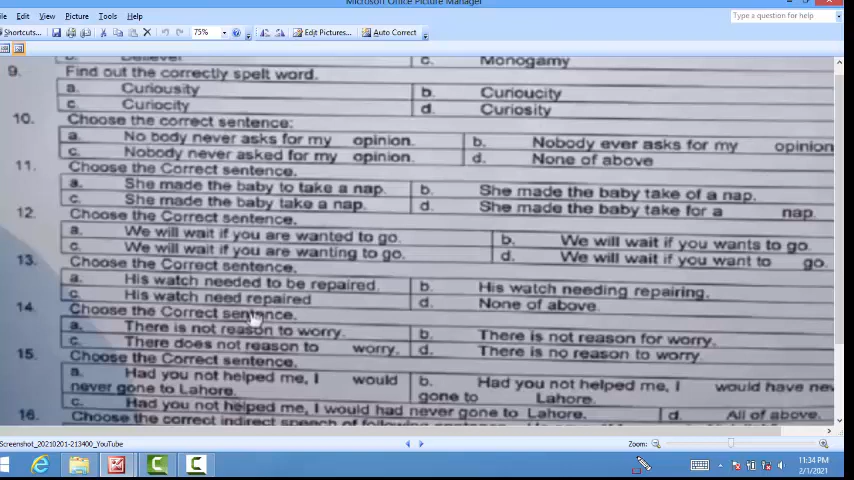 Microsoft Office Picture Manager
File Edit View Picture Tools Help
Type a question for help
Shortcuts... 75% Edit Pictures... Auto Correct
c. Monogamy
9. Find out the correctly spelt word.
a. Curiousity b. Curioucity
c. Curiocity d. Curiosity
10. Choose the correct sentence:
a. No body never asks for my opinion. b. Nobody ever asks for my opinion
c. Nobody never asked for my opinion. d. None of above
11. Choose the Correct sentence.
a. She made the baby to take a nap. b. She made the baby take of a nap.
c. She made the baby take a nap. d. She made the baby take for a nap.
12. Choose the Correct sentence.
a. We will wait if you are wanted to go. b. We will wait if you wants to go.
c. We will wait if you are wanting to go. d. We will wait if you want to go.
13. Choose the Correct sentence.
a. His watch needed to be repaired. b. His watch needing repairing.
c. His watch need repaired d. None of above.
14. Choose the Correct sentence.
a. There is not reason to worry. b. There is not reason for worry.
c. There does not reason to worry. d. There is no reason to worry.
15. Choose the Correct sentence.
a. Had you not helped me, I would never gone to Lahore. b. Had you not helped me, I would have never gone to Lahore.
c. Had you not helped me, I would had never gone to Lahore. d. All of above.
16. Choose the correct indirect speech of following sentence.
Screenshot_20210201-213400_YouTube
Zoom:
11:34 PM
2/1/2021